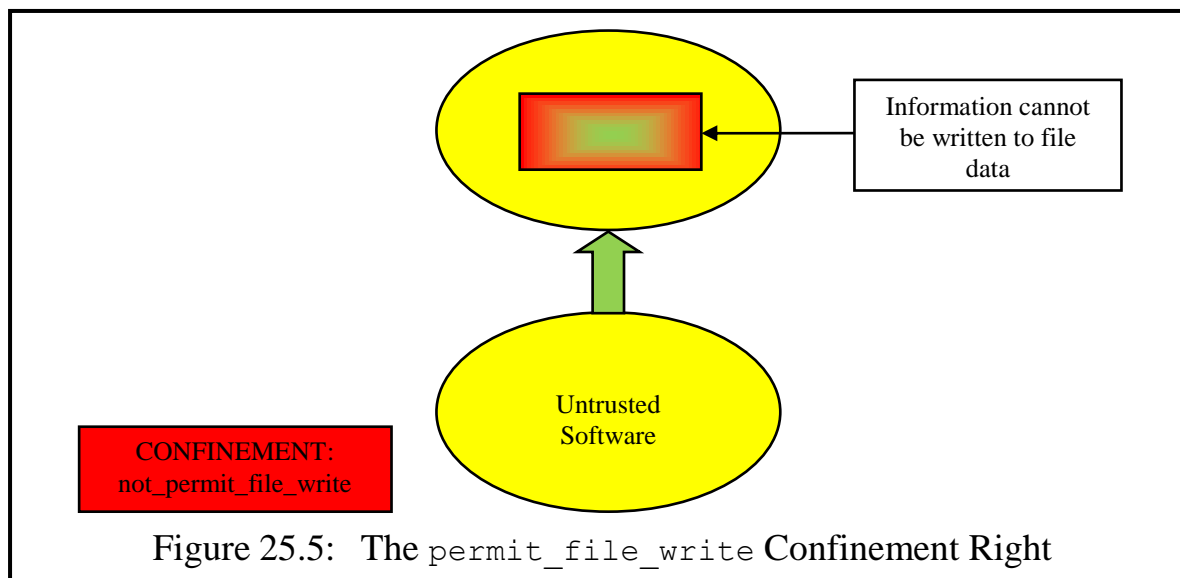 Information cannot
be written to file
data
Untrusted
Software
CONFINEMENT:
not_permit_file_write
Figure 25.5: The permit_file_write Confinement Right